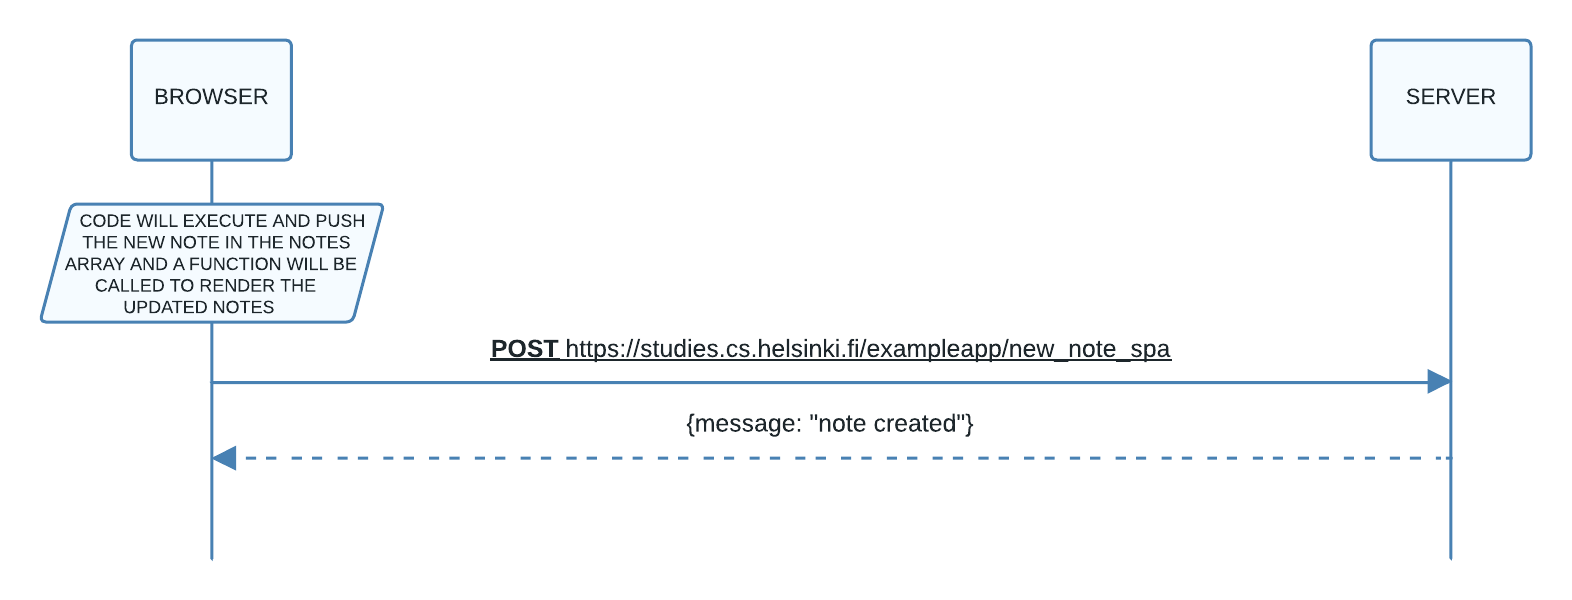 BROWSER
SERVER
CODE WILL EXECUTE AND PUSH
THE NEW NOTE IN THE NOTES
ARRAY AND A FUNCTION WILL BE
CALLED TO RENDER THE
UPDATED NOTES
POST https://studies.cs.helsinki.fi/exampleapp/new_note_spa
{message: "note created"}